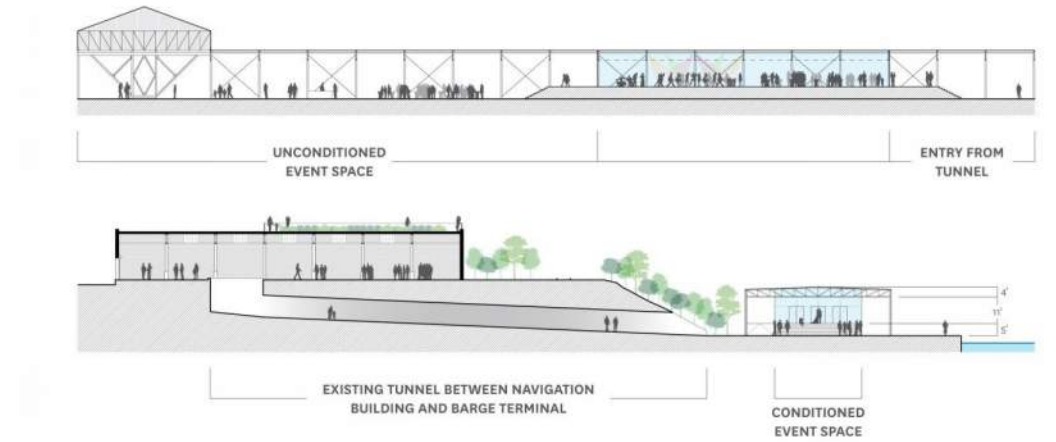 UNCONDITIONED
EVENT SPACE
ENTRY FROM
TUNNEL
4'
11'
5'
EXISTING TUNNEL BETWEEN NAVIGATION
BUILDING AND BARGE TERMINAL
CONDITIONED
EVENT SPACE